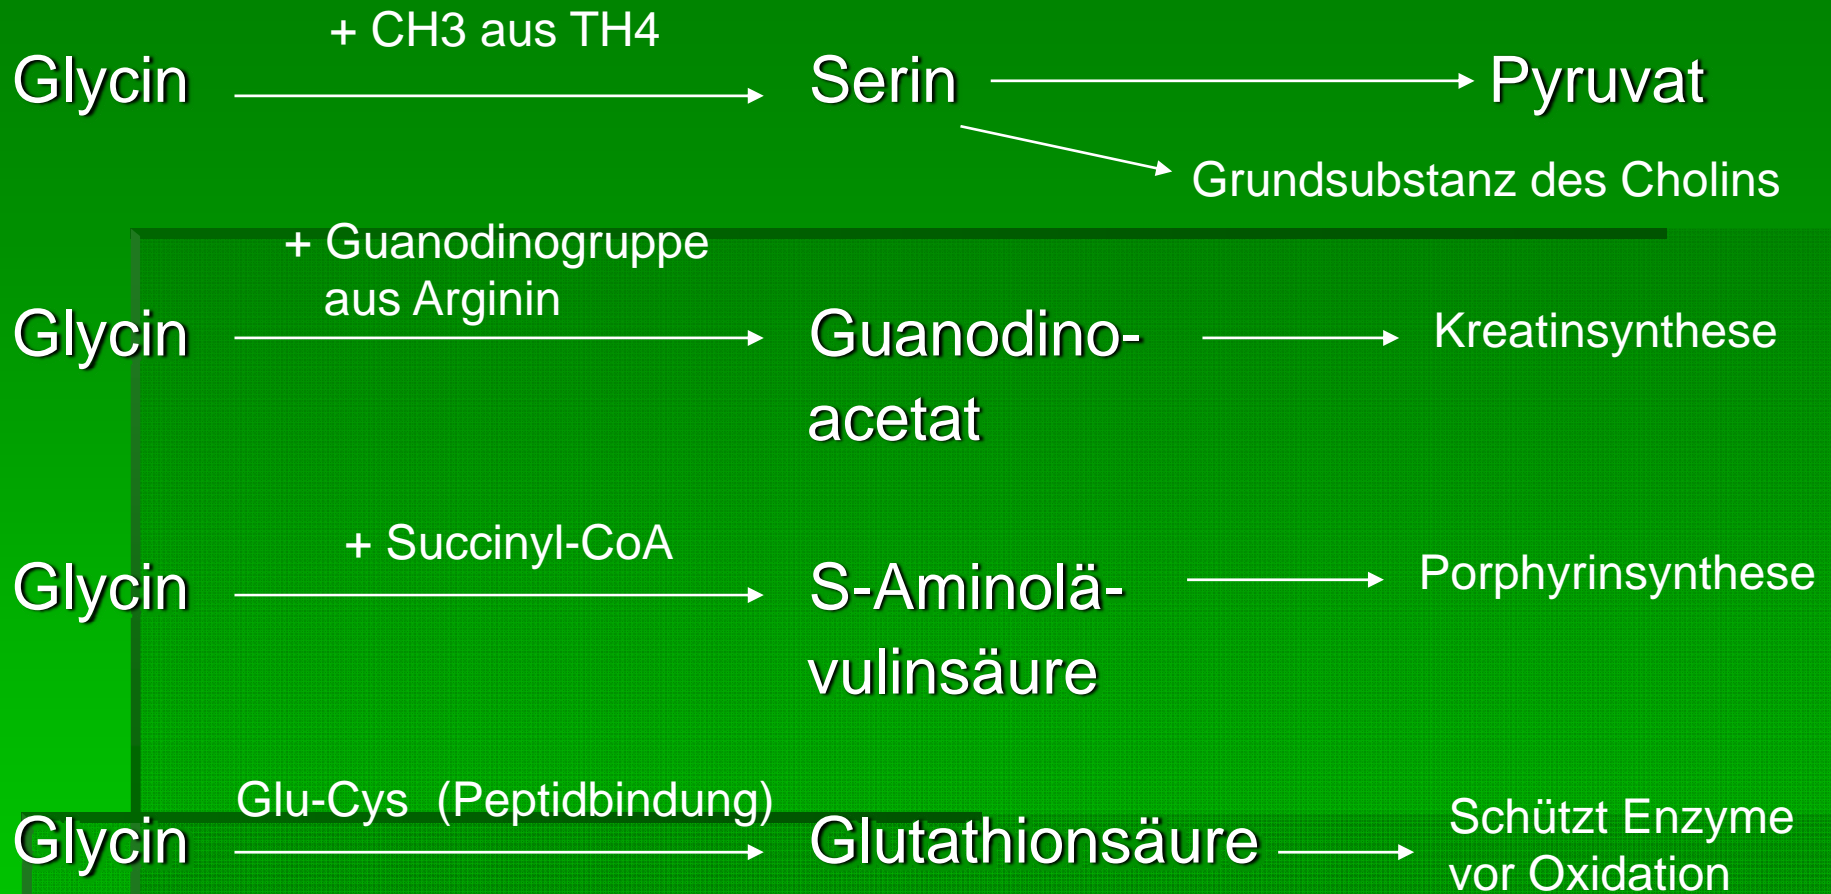 + CH3 aus TH4
Glycin Serin Pyruvat
Grundsubstanz des Cholins
+ Guanodinogruppe
aus Arginin
Glycin Guanodino- Kreatinsynthese
acetat
+ Succinyl-CoA
Glycin S-Aminolä- Porphyrinsynthese
vulinsäure
Glu-Cys (Peptidbindung)
Glycin Glutathionsäure Schützt Enzyme
vor Oxidation